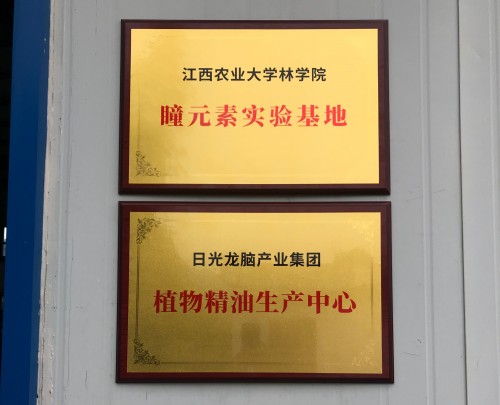 江西农业大学林学院
瞳元素实验基地
日光龙脑产业集团
植物精油生产中心